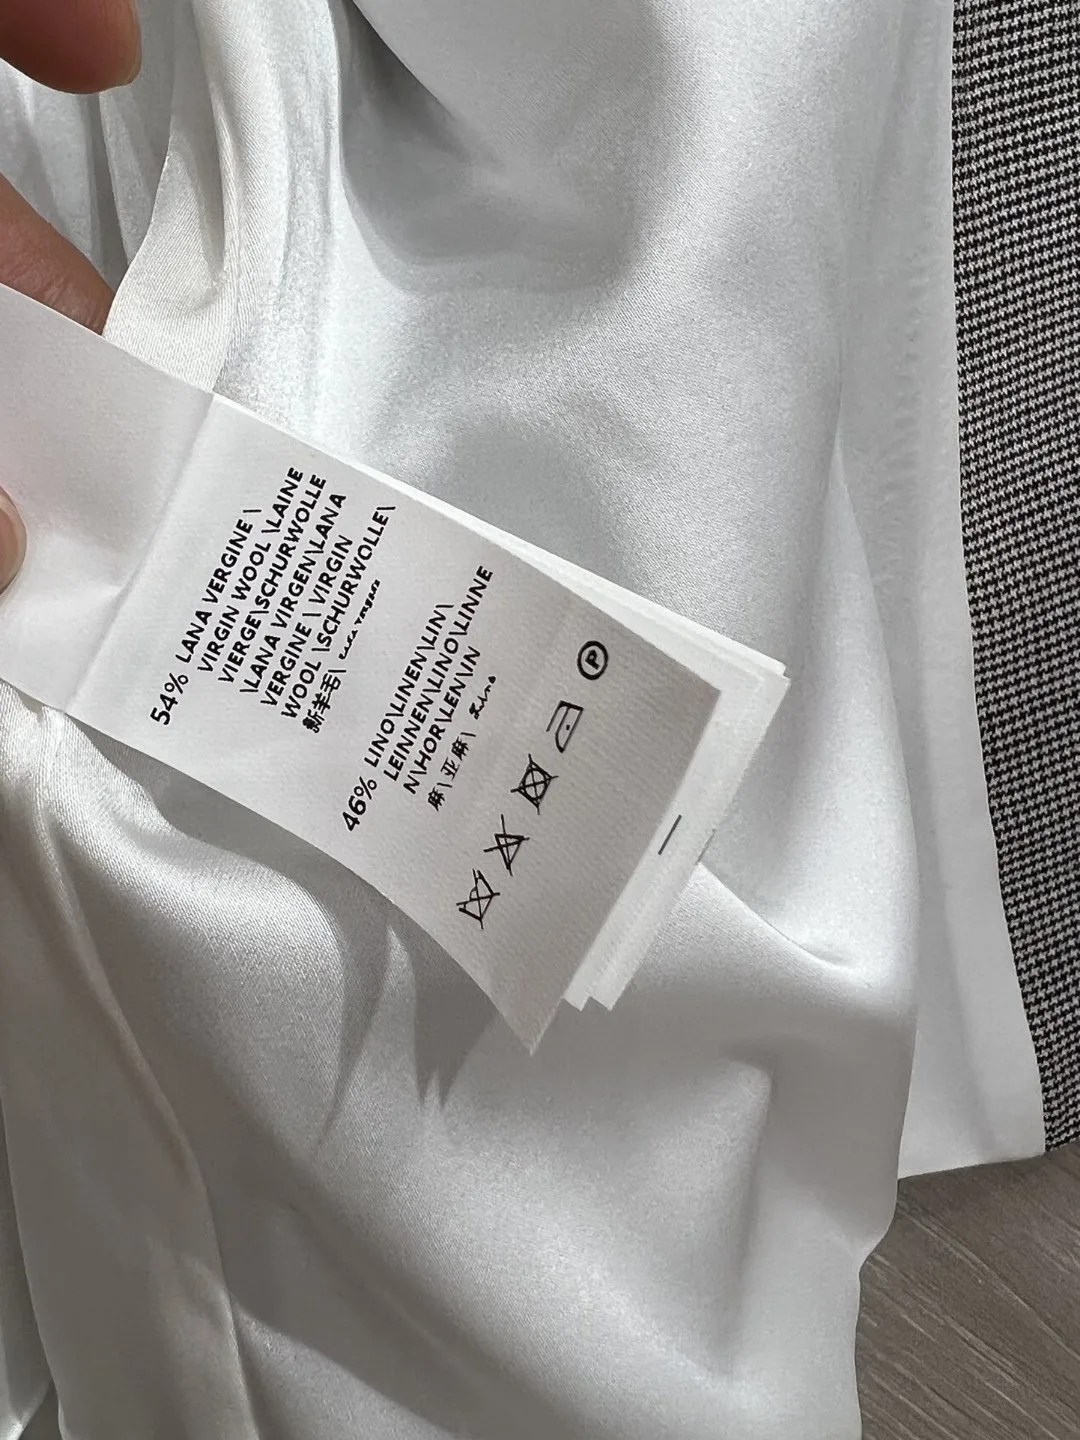 54% LANA VERGINE \
VIRGIN WOOL \LAINE
VIERGE\SCHURWOLLE
\LANA VIRGEN\LANA
VERGINE \ VIRGIN
WOOL \SCHURWOLLE\
新羊毛\
46% LINO\LINEN\LIN\
LEINNEN\LINO\LINNE
N\HOR\LEN\IN
麻\ 亚麻\ Lino
P